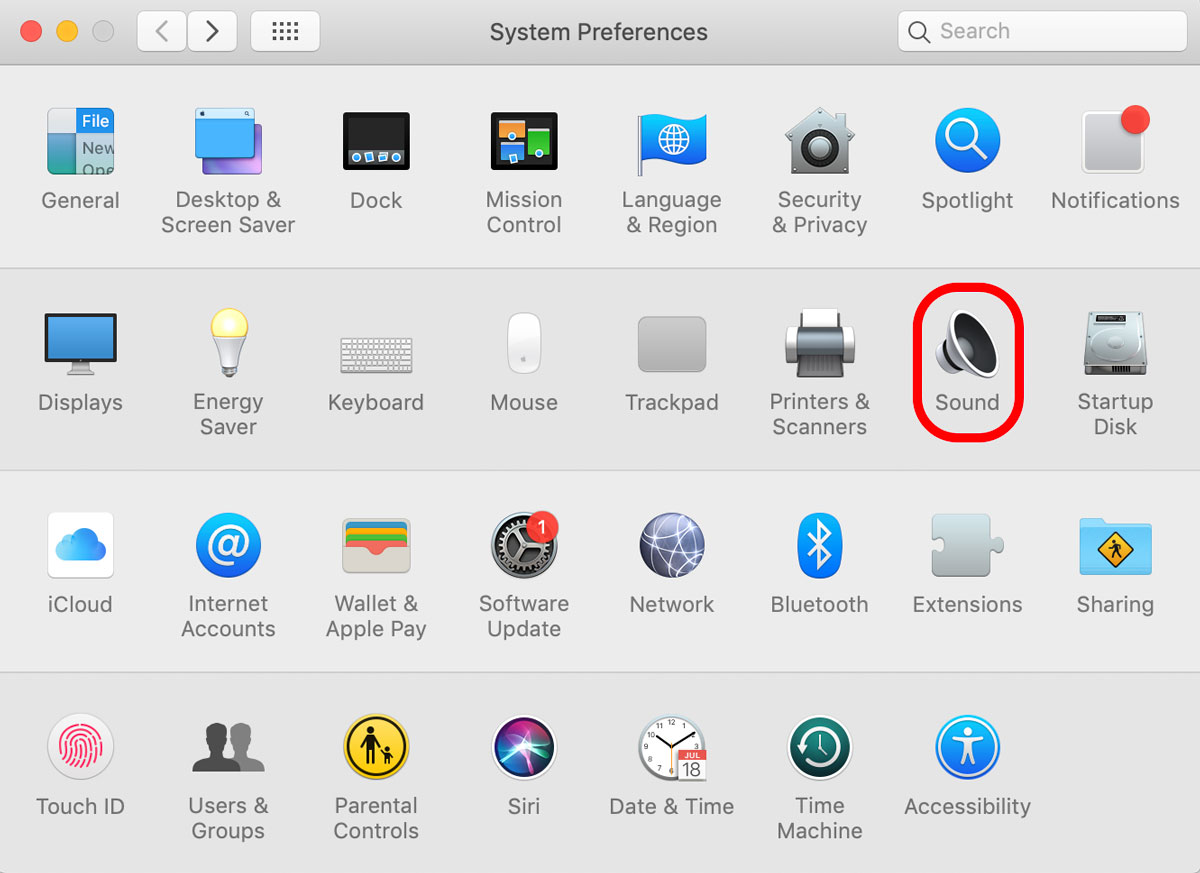 System Preferences
Search
File
New
Ope
General
Desktop &
Screen Saver
Dock
Mission
Control
Language
& Region
Security
& Privacy
Spotlight
Notifications
Displays
Energy
Saver
Keyboard
Mouse
Trackpad
Printers &
Scanners
Sound
Startup
Disk
1
iCloud
Internet
Accounts
Wallet &
Apple Pay
Software
Update
Network
Bluetooth
Extensions
Sharing
JUL
18
Touch ID
Users &
Groups
Parental
Controls
Siri
Date & Time
Time
Machine
Accessibility